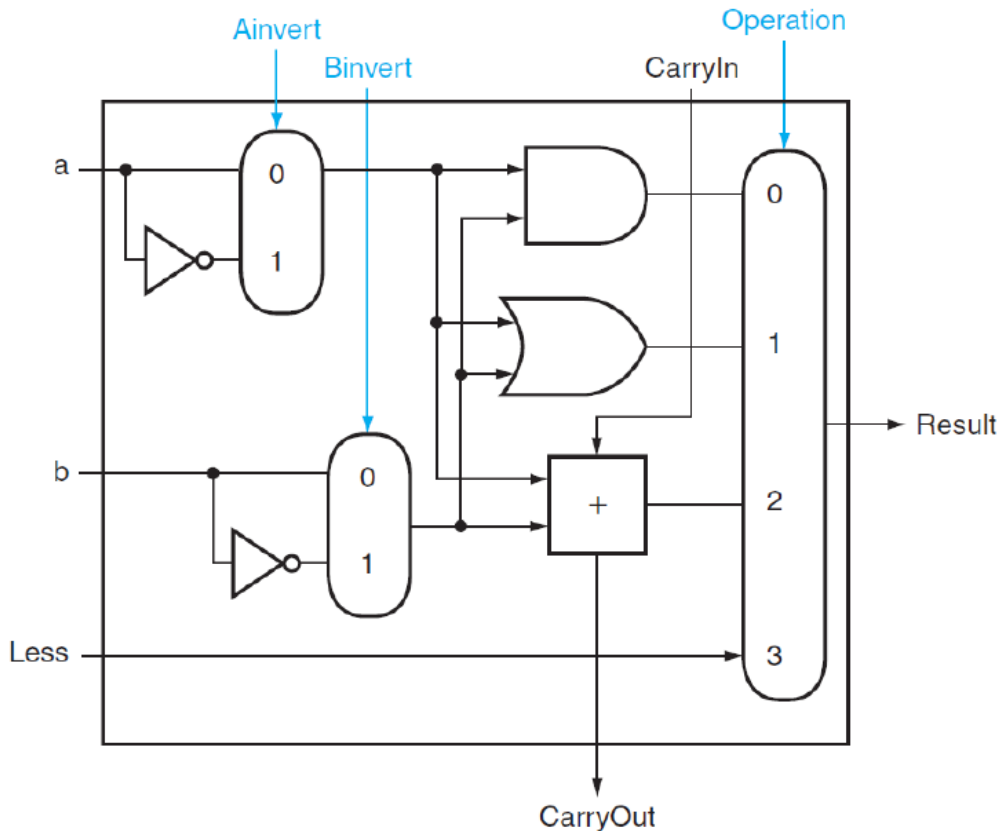 Operation
Ainvert
Binvert
CarryIn
a
0
1
0
1
Result
b
0
1
+
2
Less
3
CarryOut